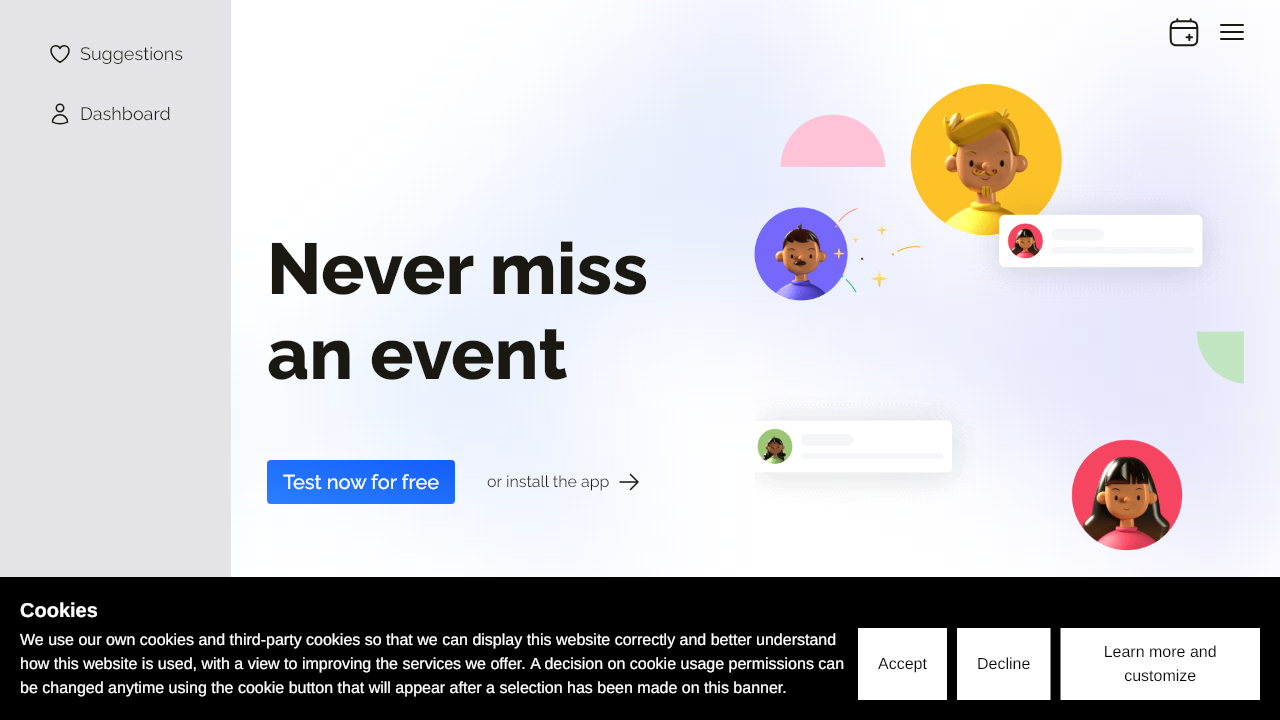 Suggestions
Dashboard
Never miss
an event
Test now for free
or install the app
Cookies
We use our own cookies and third-party cookies so that we can display this website correctly and better understand
how this website is used, with a view to improving the services we offer. A decision on cookie usage permissions can
be changed anytime using the cookie button that will appear after a selection has been made on this banner.
Accept
Decline
Learn more and
customize